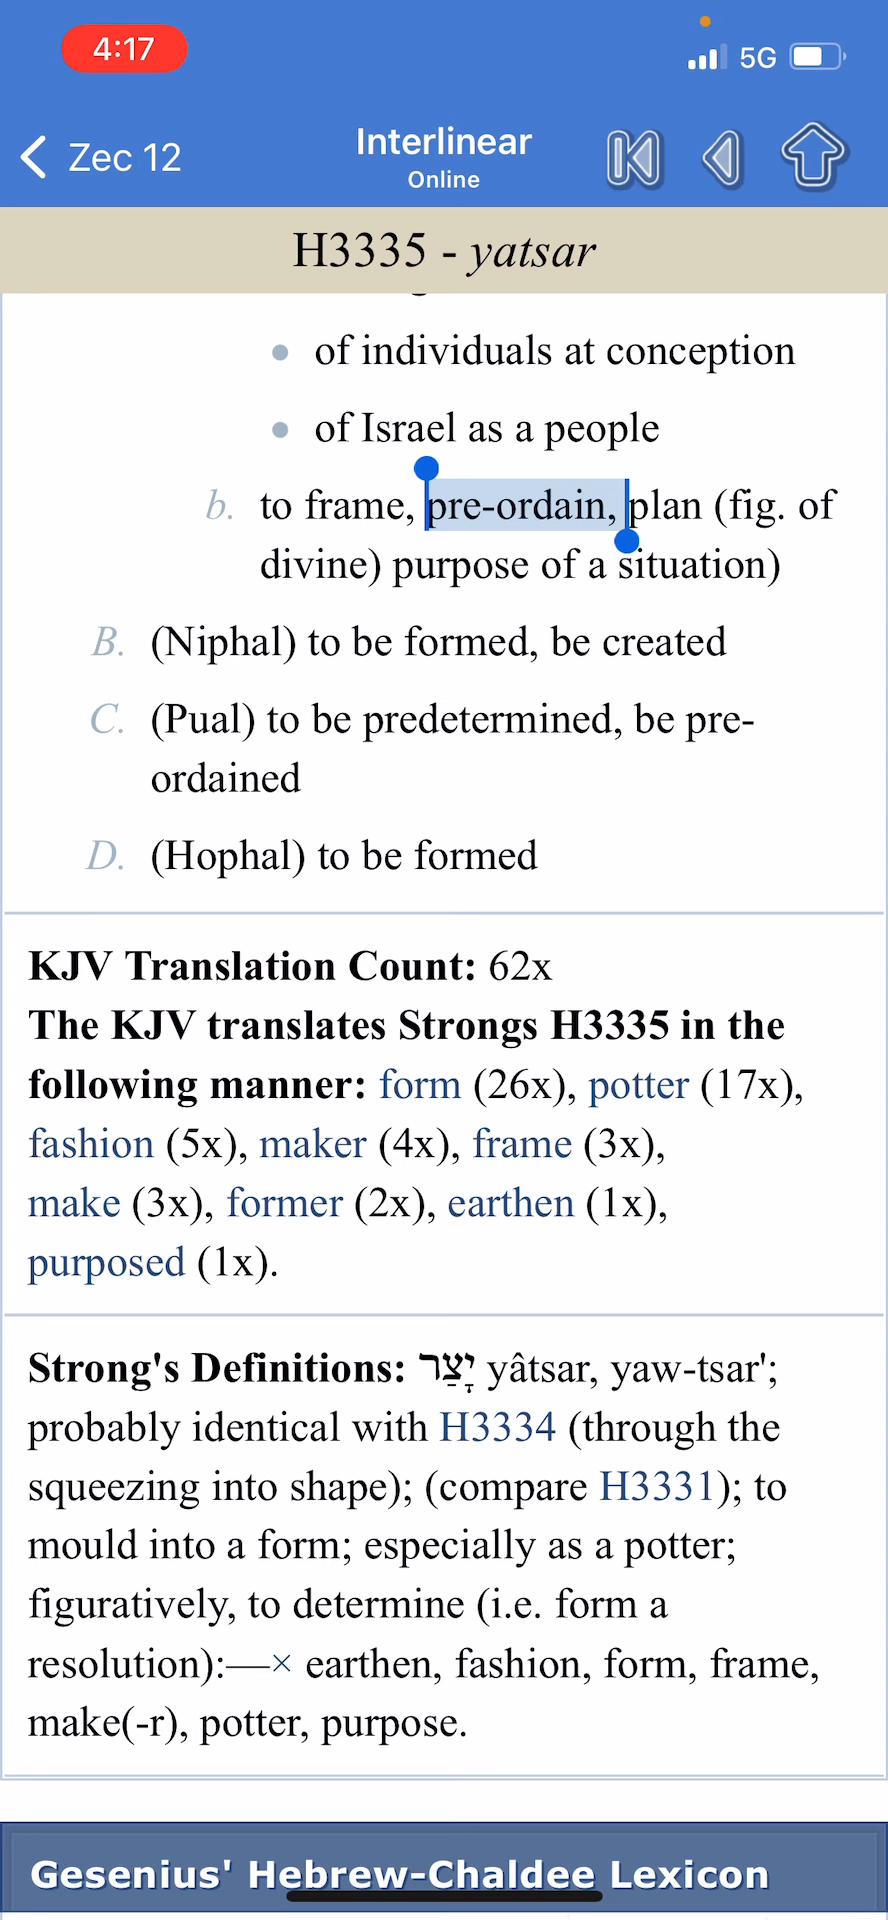 4:17
5G
Zec 12
Interlinear
Online
H3335 - yatsar
of individuals at conception
of Israel as a people
b. to frame, pre-ordain, plan (fig. of
divine) purpose of a situation)
B. (Niphal) to be formed, be created
C. (Pual) to be predetermined, be pre-
ordained
D. (Hophal) to be formed
KJV Translation Count: 62x
The KJV translates Strongs H3335 in the
following manner: form (26x), potter (17x),
fashion (5x), maker (4x), frame (3x),
make (3x), former (2x), earthen (1x),
purposed (1x).
Strong's Definitions: יָצַר yâtsar, yaw-tsar';
probably identical with H3334 (through the
squeezing into shape); (compare H3331); to
mould into a form; especially as a potter;
figuratively, to determine (i.e. form a
resolution):—× earthen, fashion, form, frame,
make(-r), potter, purpose.
Gesenius' Hebrew-Chaldee Lexicon